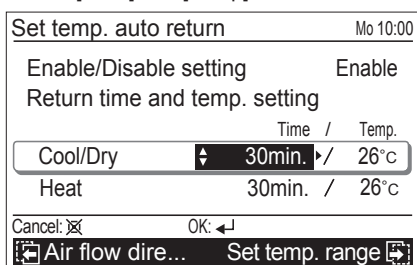 Set temp. auto return Mo 10:00
Enable/Disable setting Enable
Return time and temp. setting
Time / Temp.
Cool/Dry 30min. / 26°C
Heat 30min. / 26°C
Cancel: OK:
Air flow dire... Set temp. range